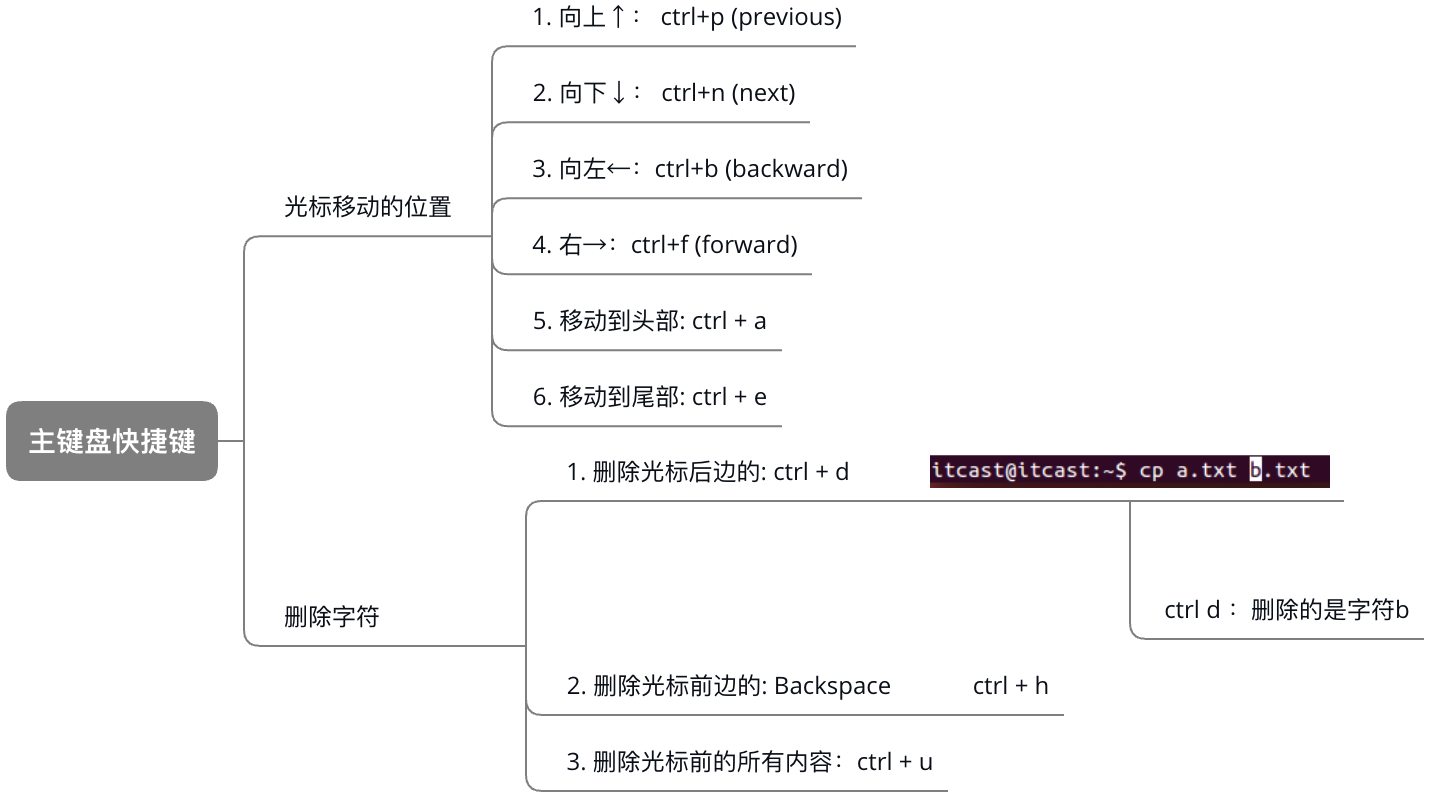 主键盘快捷键
光标移动的位置
1. 向上↑： ctrl+p (previous)
2. 向下↓： ctrl+n (next)
3. 向左←：ctrl+b (backward)
4. 右→：ctrl+f (forward)
5. 移动到头部: ctrl + a
6. 移动到尾部: ctrl + e
删除字符
1. 删除光标后边的: ctrl + d
itcast@itcast:~$ cp a.txt b.txt
ctrl d： 删除的是字符b
2. 删除光标前边的: Backspace ctrl + h
3. 删除光标前的所有内容：ctrl + u